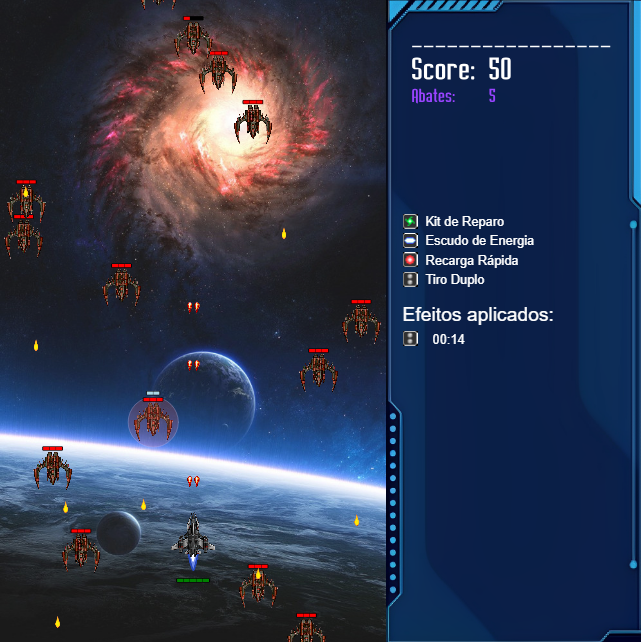 Score: 50
Abates: 5
Kit de Reparo
Escudo de Energia
Recarga Rápida
Tiro Duplo
Efeitos aplicados:
00:14